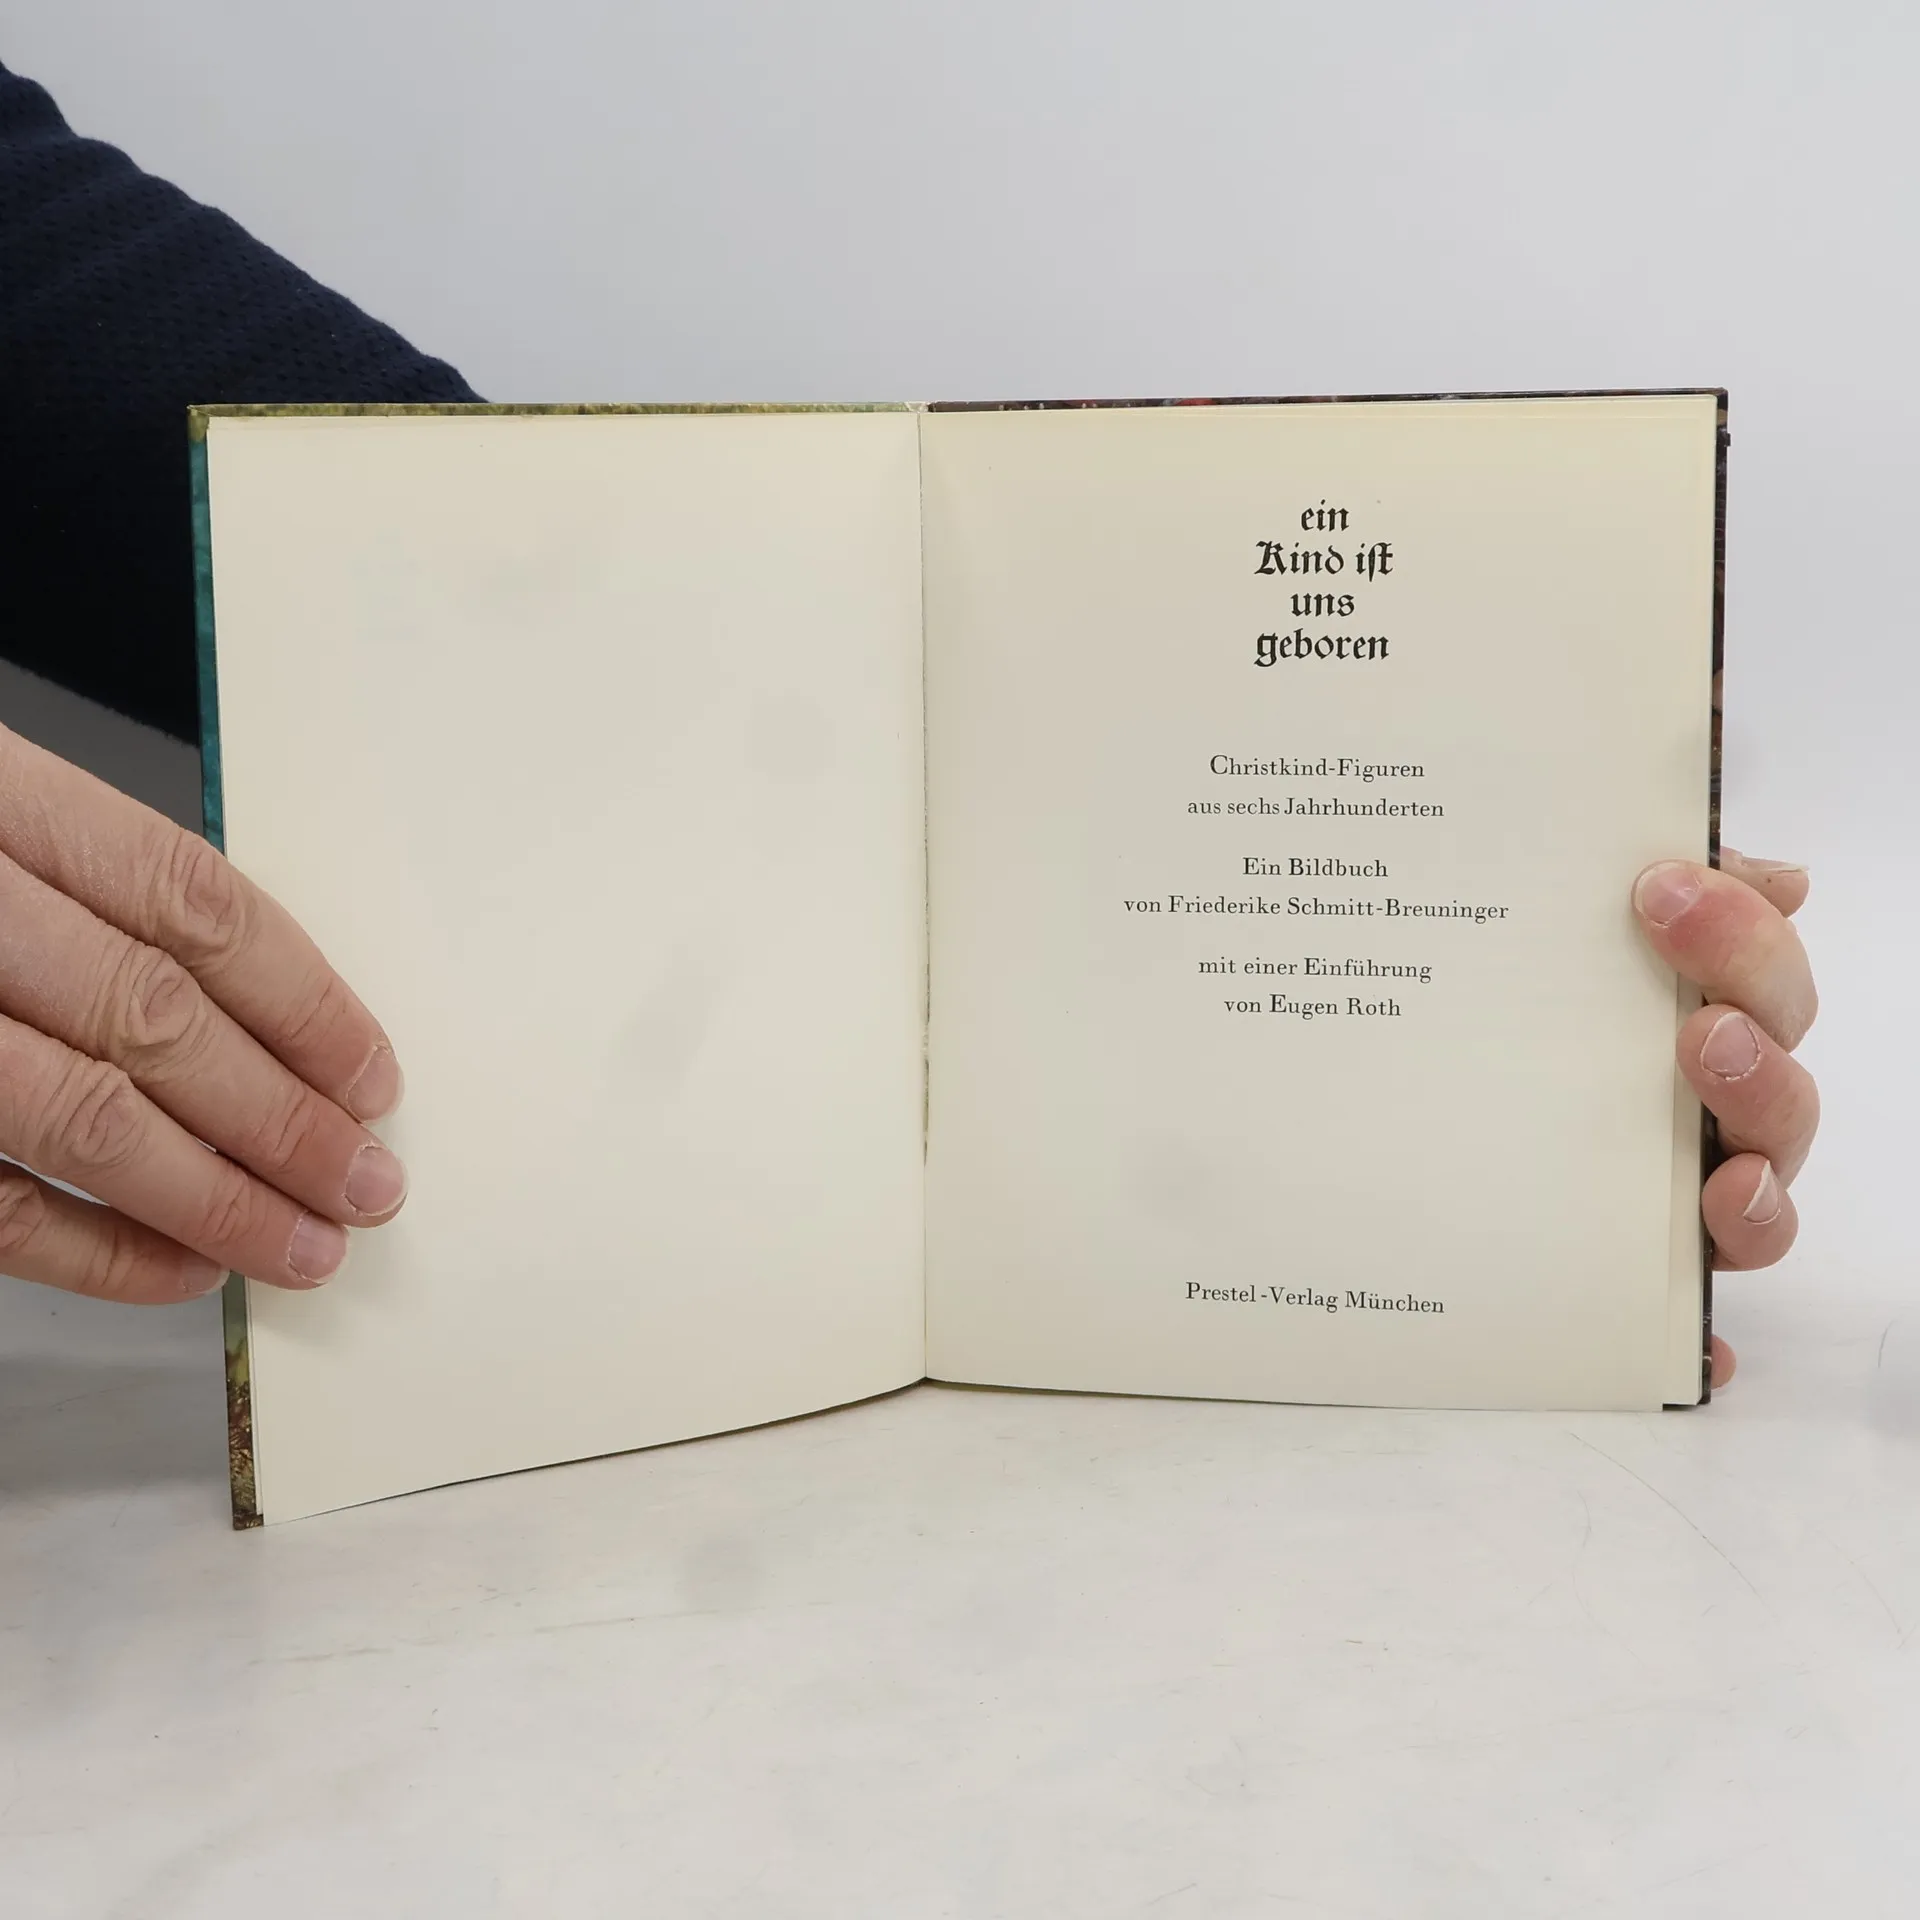 ein
Kind iſt
uns
geboren
Christkind-Figuren
aus sechs Jahrhunderten
Ein Bildbuch
von Friederike Schmitt-Breuninger
mit einer Einführung
von Eugen Roth
Prestel-Verlag München